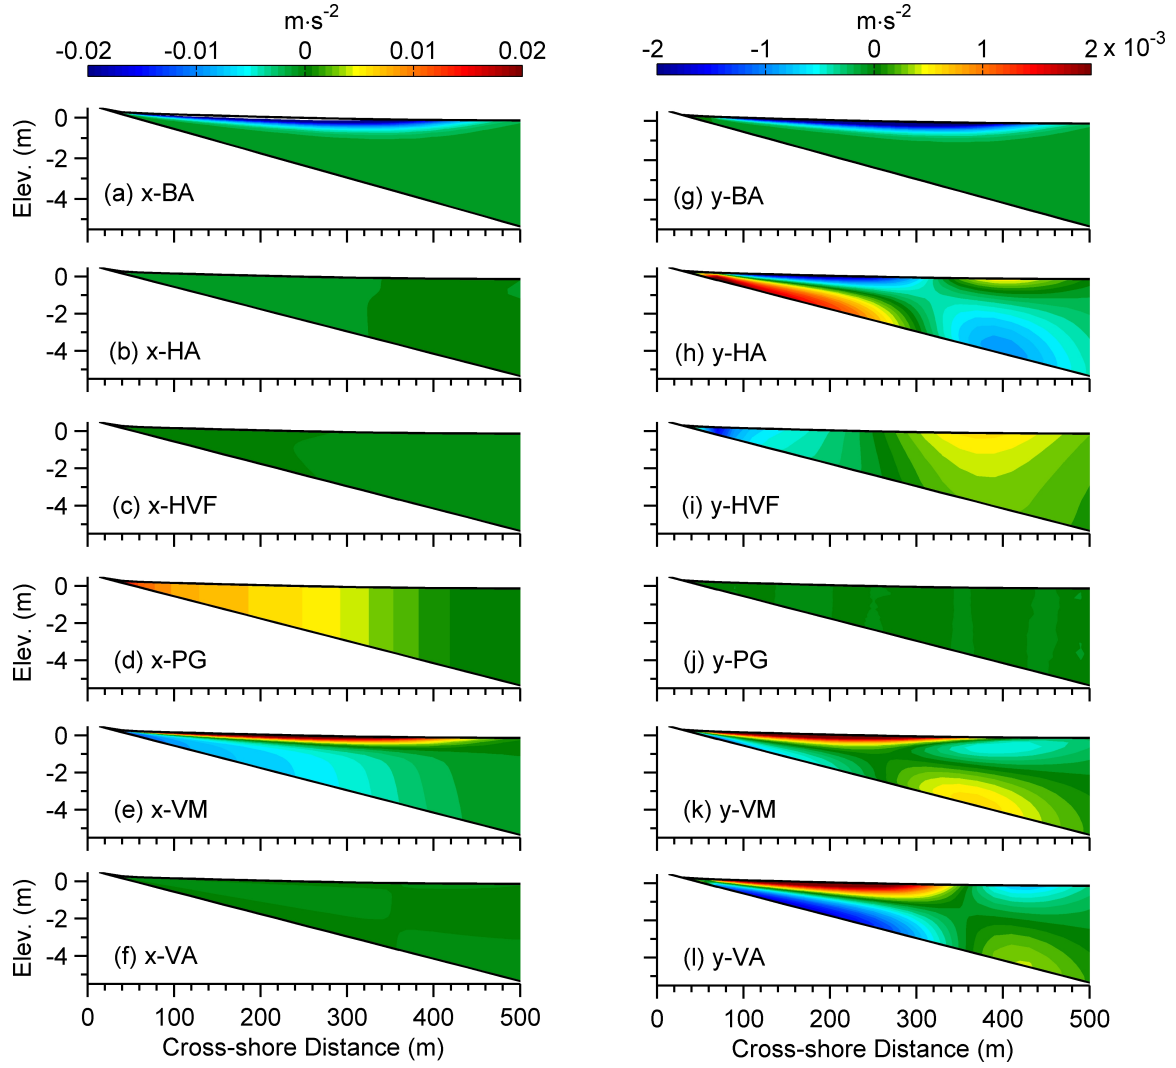 m·s⁻²
-0.02 -0.01 0 0.01 0.02
m·s⁻²
-2 -1 0 1 2 x 10⁻³
Elev. (m)
0
-2
-4
(a) x-BA
(g) y-BA
0
-2
-4
(b) x-HA
(h) y-HA
0
-2
-4
(c) x-HVF
(i) y-HVF
Elev. (m)
0
-2
-4
(d) x-PG
(j) y-PG
0
-2
-4
(e) x-VM
(k) y-VM
Elev. (m)
0
-2
-4
(f) x-VA
(l) y-VA
0 100 200 300 400 500
Cross-shore Distance (m)
0 100 200 300 400 500
Cross-shore Distance (m)